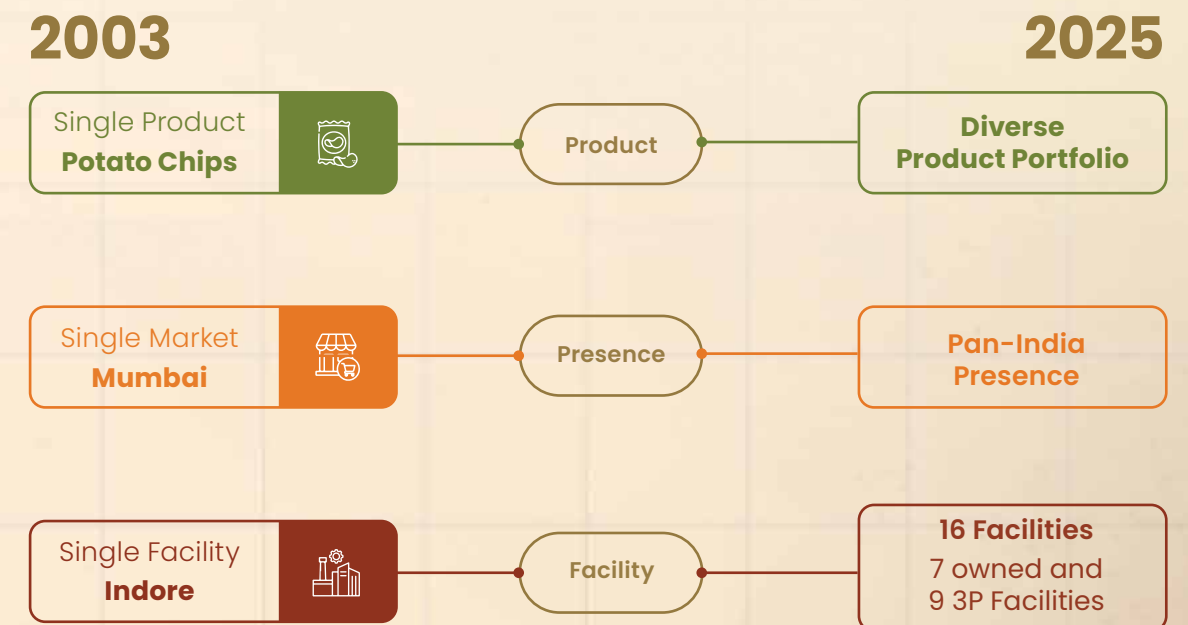 2003
2025
Single Product
Potato Chips
Product
Diverse
Product Portfolio
Single Market
Mumbai
Presence
Pan-India
Presence
Single Facility
Indore
Facility
16 Facilities
7 owned and
9 3P Facilities